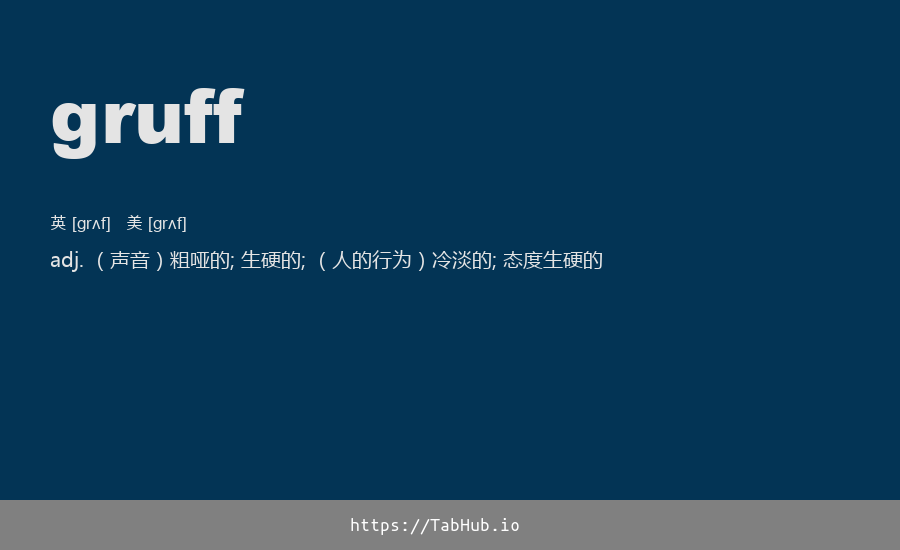 gruff
英 [grʌf]  美 [grʌf]
adj. （声音）粗哑的; 生硬的; （人的行为）冷淡的; 态度生硬的
https://TabHub.io